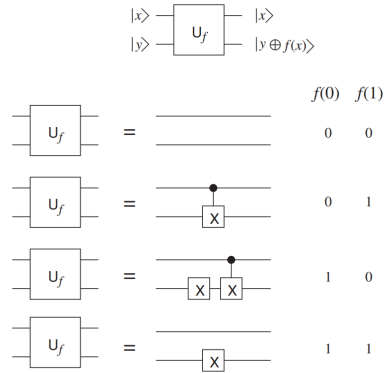 |x⟩ U_f |x⟩
|y⟩ |y ⊕ f(x)⟩
f(0) f(1)
U_f = 0 0
U_f = X 0 1
U_f = X X 1 0
U_f = X 1 1